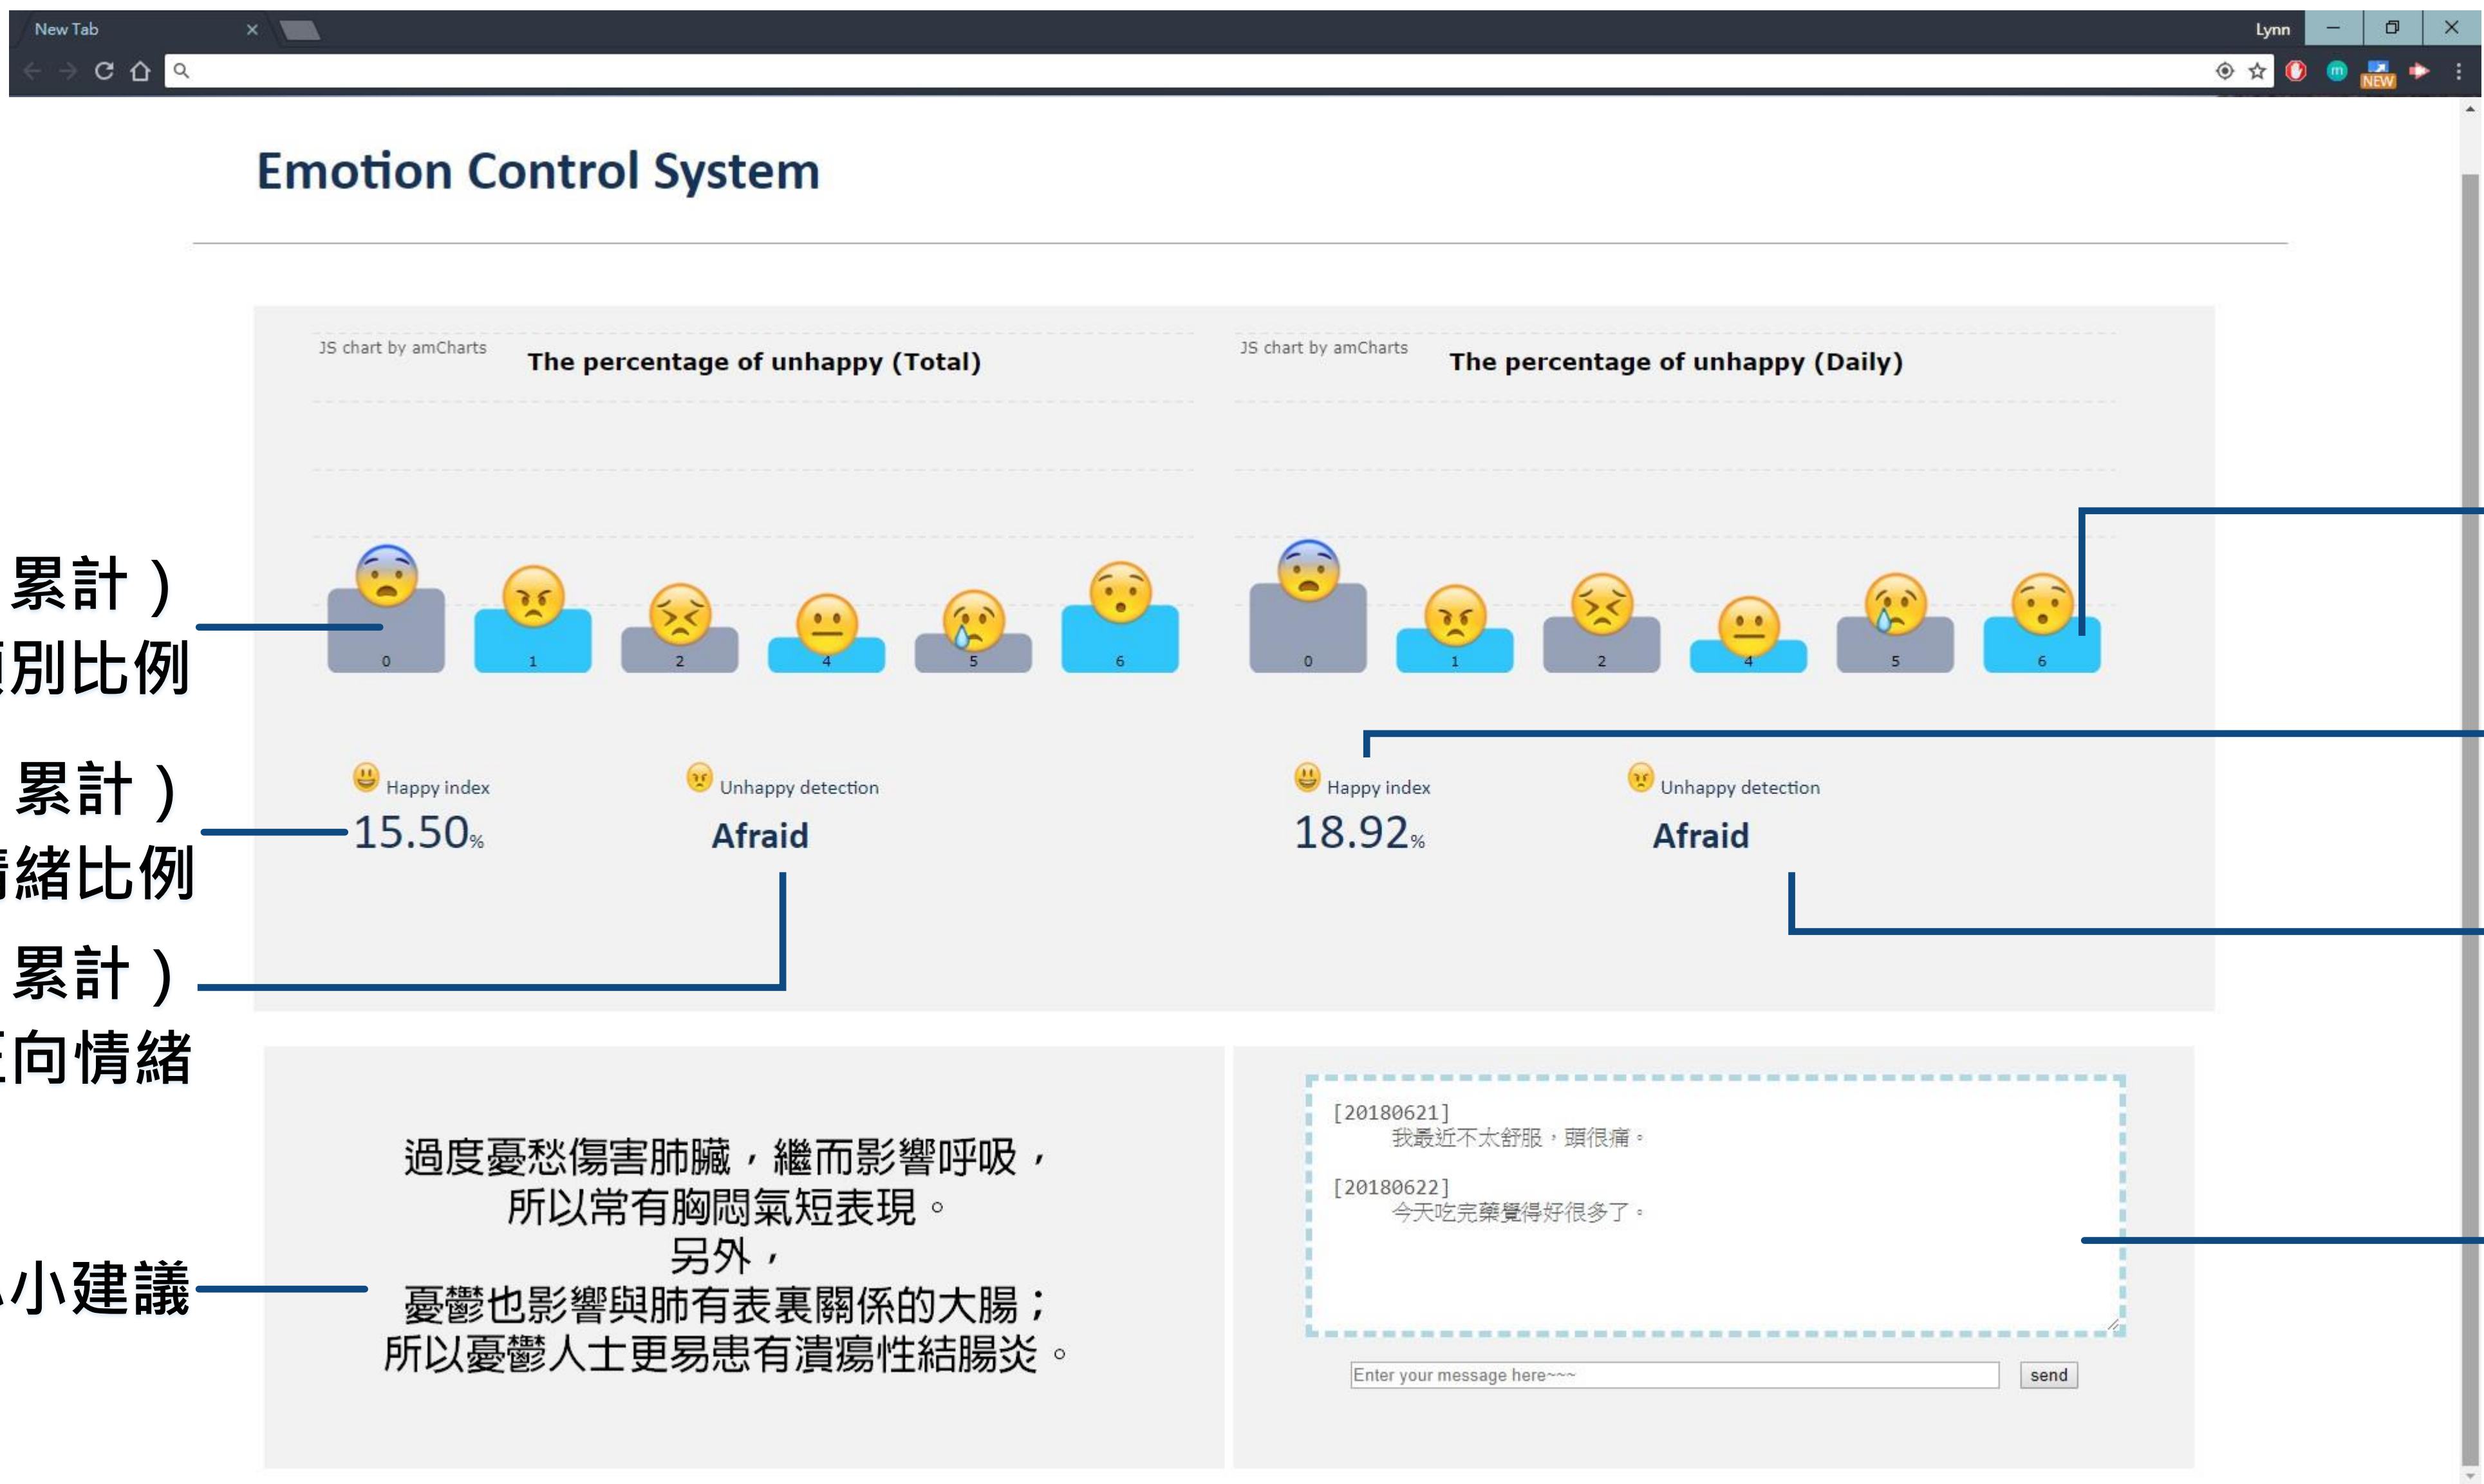 New Tab
Lynn
NEW
Emotion Control System
JS chart by amCharts
The percentage of unhappy (Total)
0
1
2
4
5
6
JS chart by amCharts
The percentage of unhappy (Daily)
0
1
2
4
5
6
累計）
別比例
Happy index
15.50%
Unhappy detection
Afraid
Happy index
18.92%
Unhappy detection
Afraid
累計）
緒比例
累計）
向情緒
小建議
過度憂愁傷害肺臟，繼而影響呼吸，
所以常有胸悶氣短表現。
另外，
憂鬱也影響與肺有表裏關係的大腸；
所以憂鬱人士更易患有潰瘍性結腸炎。
[20180621]
我最近不太舒服，頭很痛。
[20180622]
今天吃完藥覺得好很多了。
Enter your message here~~~
send